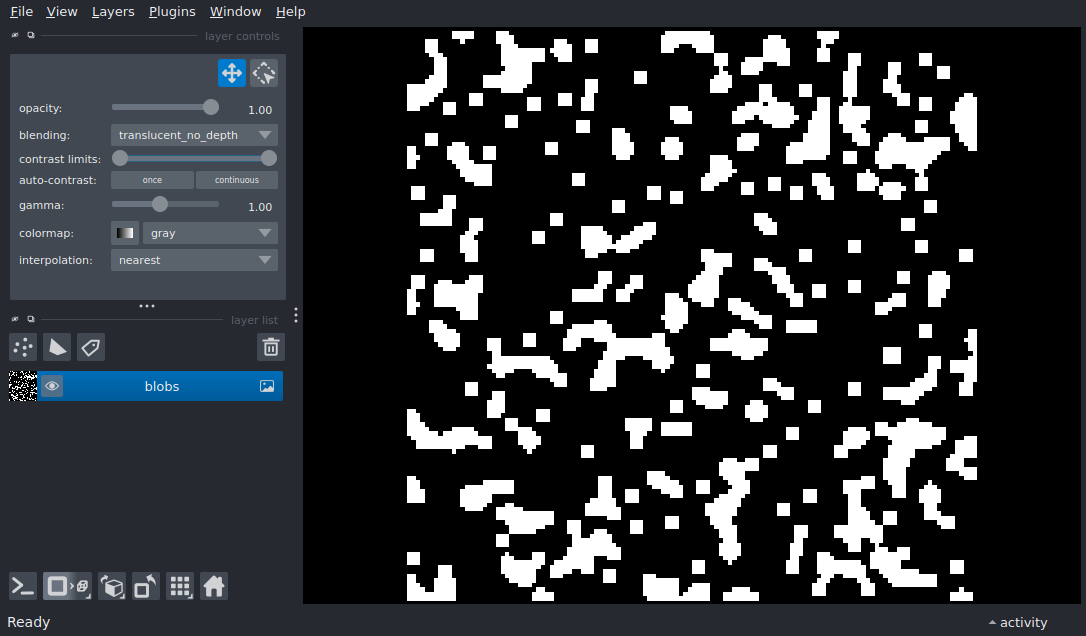 File View Layers Plugins Window Help
layer controls
opacity: 1.00
blending: translucent_no_depth
contrast limits:
auto-contrast: once continuous
gamma: 1.00
colormap: gray
interpolation: nearest
layer list
blobs
Ready
activity